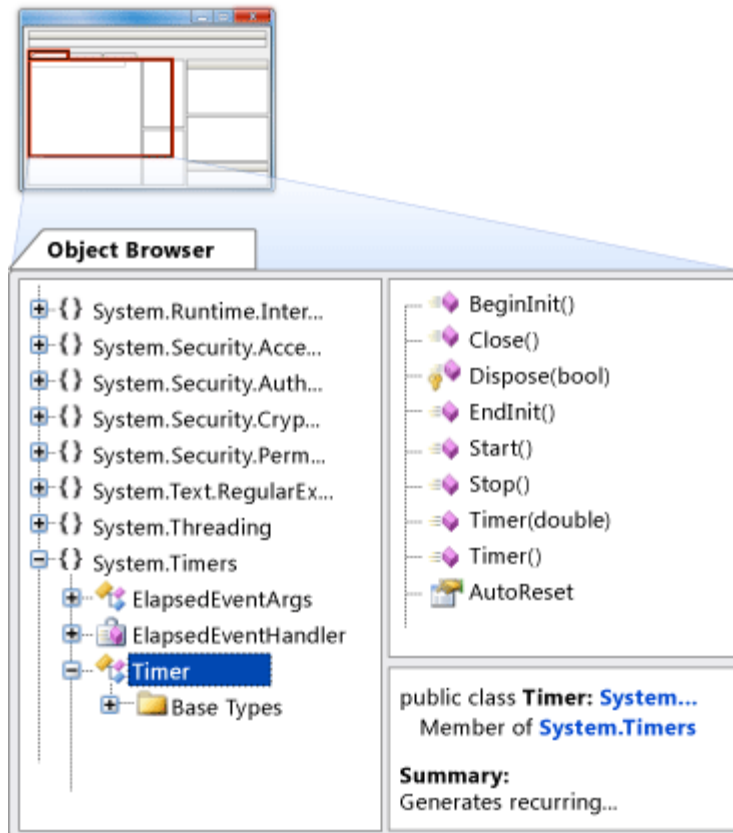 Object Browser
System.Runtime.Inter...
System.Security.Acce...
System.Security.Auth...
System.Security.Cryp...
System.Security.Perm...
System.Text.RegularEx...
System.Threading
System.Timers
ElapsedEventArgs
ElapsedEventHandler
Timer
Base Types
BeginInit()
Close()
Dispose(bool)
EndInit()
Start()
Stop()
Timer(double)
Timer()
AutoReset
public class Timer: System...
Member of System.Timers
Summary:
Generates recurring...